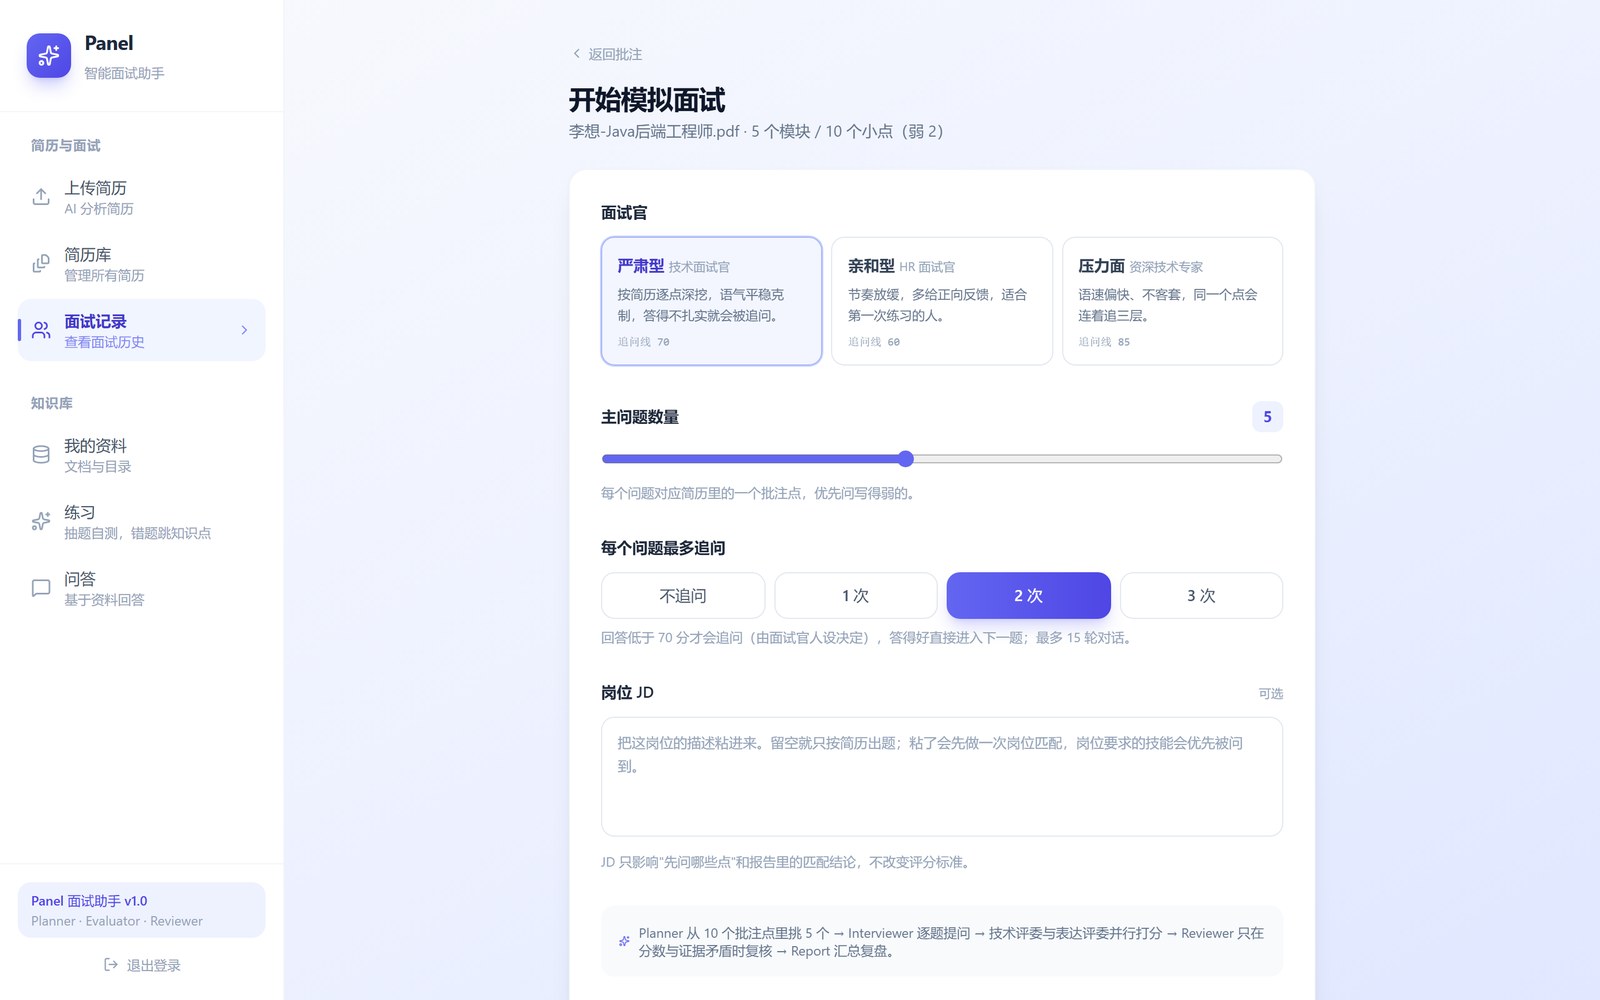 Panel
智能面试助手
简历与面试
上传简历
AI 分析简历
简历库
管理所有简历
面试记录
查看面试历史
知识库
我的资料
文档与目录
练习
抽题自测，错题跳知识点
问答
基于资料回答
Panel 面试助手 v1.0
Planner · Evaluator · Reviewer
退出登录
返回批注
开始模拟面试
李想-Java后端工程师.pdf · 5 个模块 / 10 个小点（弱 2）
面试官
严肃型 技术面试官
按简历逐点深挖，语气平稳克
制，答得不扎实就会被追问。
追问线 70
亲和型 HR 面试官
节奏放缓，多给正向反馈，适合
第一次练习的人。
追问线 60
压力面 资深技术专家
语速偏快、不客套，同一个点会
连着追三层。
追问线 85
主问题数量
5
每个问题对应简历里的一个批注点，优先问写得弱的。
每个问题最多追问
不追问
1 次
2 次
3 次
回答低于 70 分才会追问（由面试官人设决定），答得好直接进入下一题；最多 15 轮对话。
岗位 JD
可选
把这岗位的描述粘进来。留空就只按简历出题；粘了会先做一次岗位匹配，岗位要求的技能会优先被问
到。
JD 只影响"先问哪些点"和报告里的匹配结论，不改变评分标准。
Planner 从 10 个批注点里挑 5 个 → Interviewer 逐题提问 → 技术评委与表达评委并行打分 → Reviewer 只在
分数与证据矛盾时复核 → Report 汇总复盘。